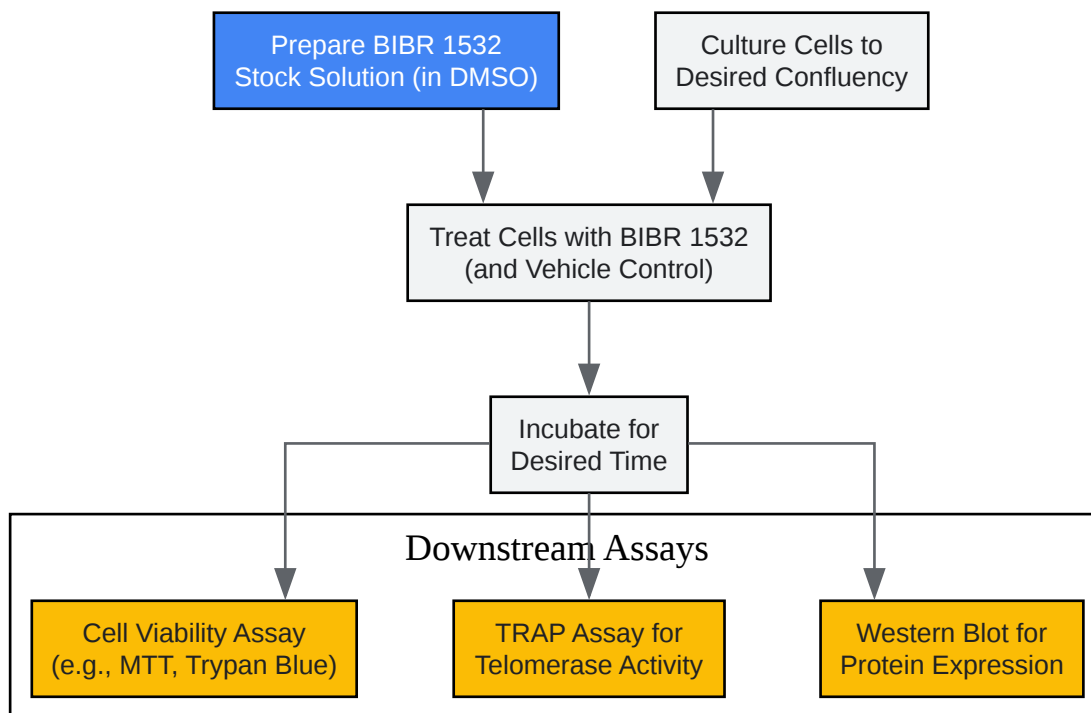 Prepare BIBR 1532
Stock Solution (in DMSO)
Culture Cells to
Desired Confluency
Treat Cells with BIBR 1532
(and Vehicle Control)
Incubate for
Desired Time
Downstream Assays
Cell Viability Assay
(e.g., MTT, Trypan Blue)
TRAP Assay for
Telomerase Activity
Western Blot for
Protein Expression